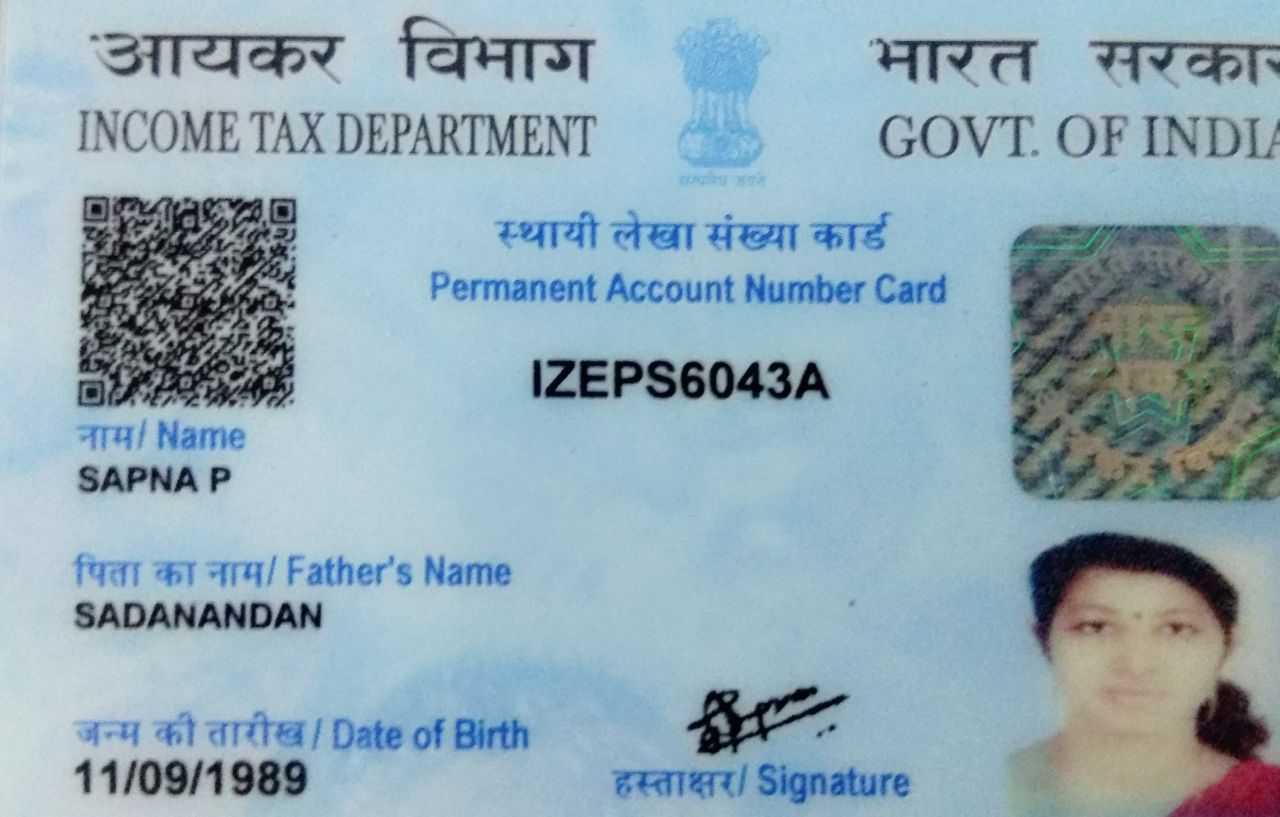 आयकर विभाग
INCOME TAX DEPARTMENT
भारत सरकार
GOVT. OF INDIA
सत्यमेव जयते
स्थायी लेखा संख्या कार्ड
Permanent Account Number Card
IZEPS6043A
नाम/ Name
SAPNA P
पिता का नाम/ Father's Name
SADANANDAN
जन्म की तारीख / Date of Birth
11/09/1989
हस्ताक्षर/ Signature